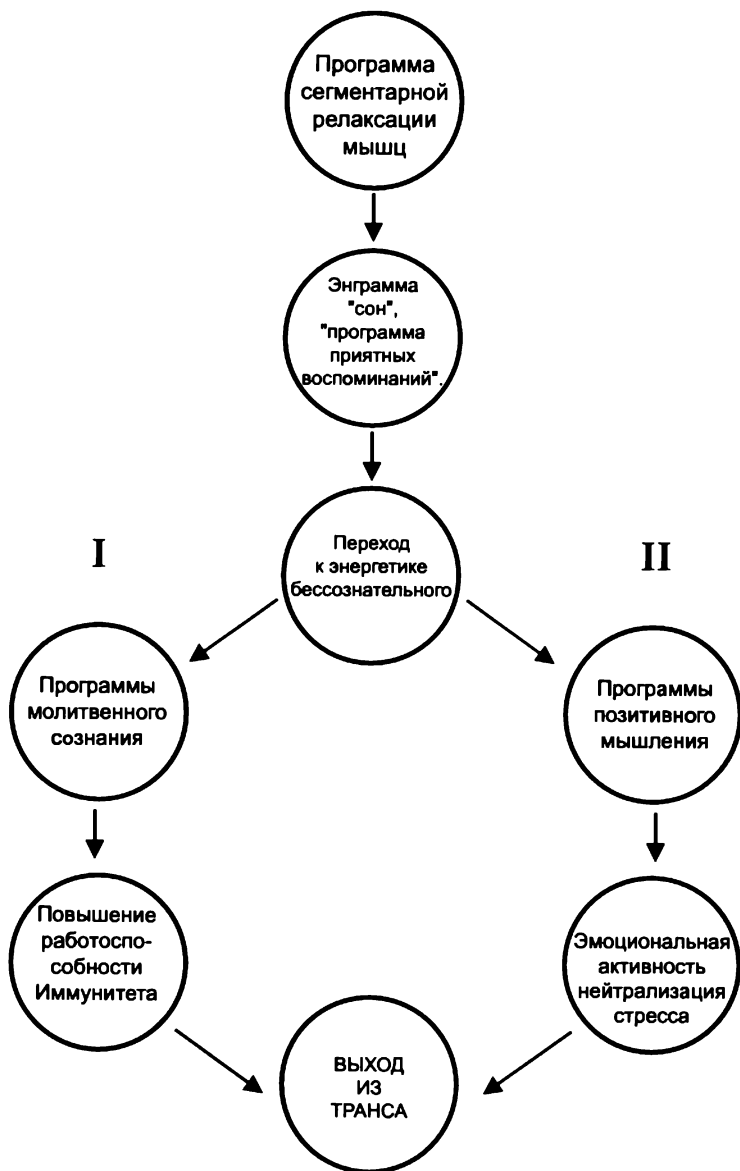 Программа
сегментарной
релаксации
мышц
Энграмма
"сон",
"программа
приятных
воспоминаний".
Переход
к энергетике
бессознательного
I
II
Программы
молитвенного
сознания
Программы
позитивного
мышления
Повышение
работоспо-
собности
Иммунитета
Эмоциональная
активность
нейтрализация
стресса
ВЫХОД
ИЗ
ТРАНСА